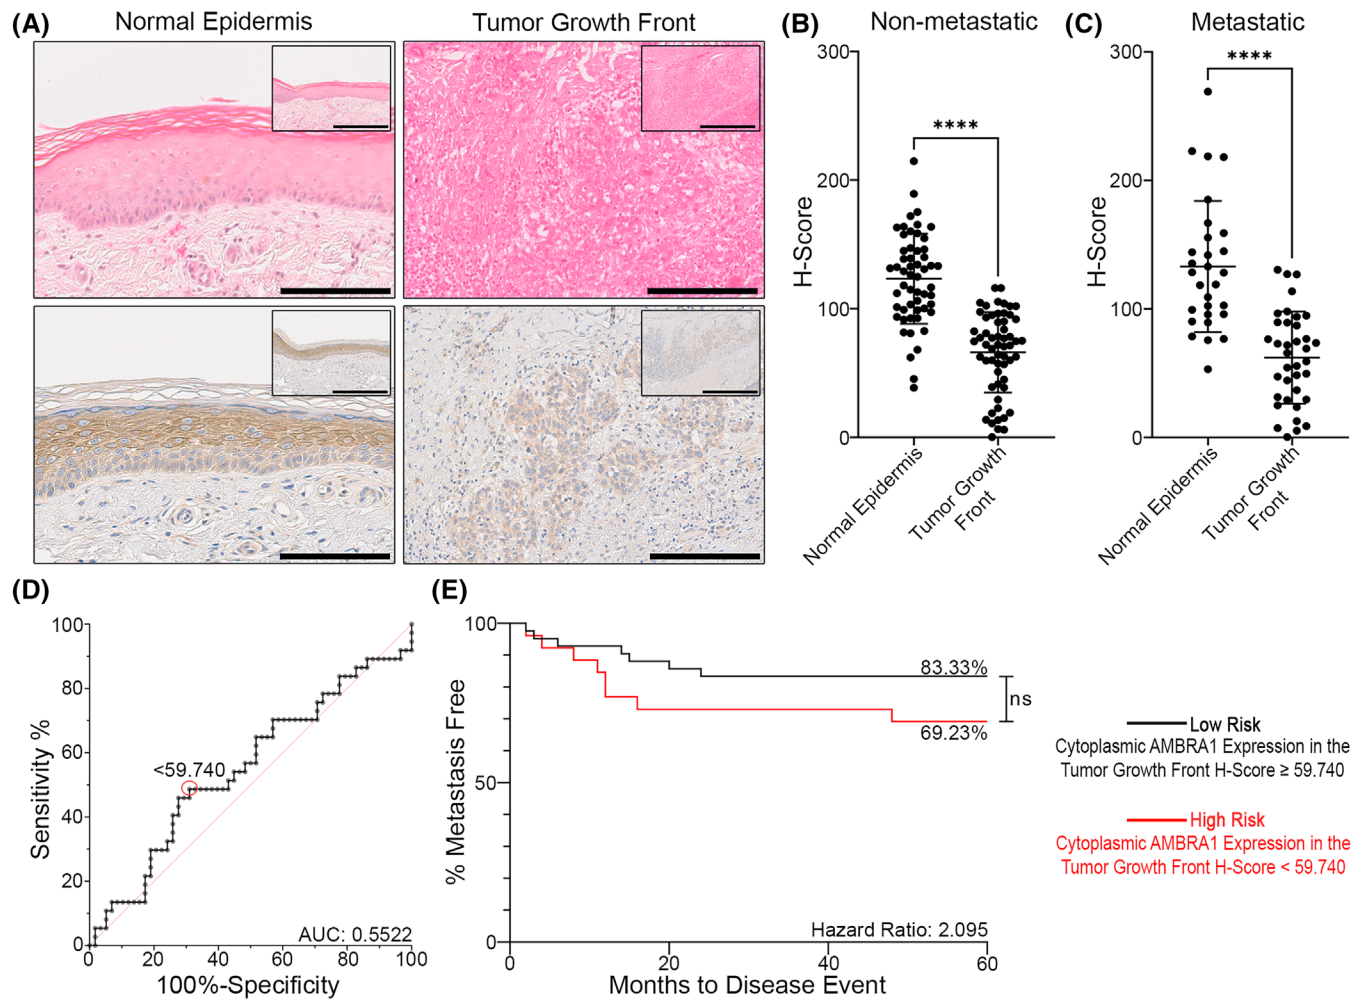 (A)
Normal Epidermis
Tumor Growth Front
(B)
Non-metastatic
300
200
100
0
H-Score
****
Normal Epidermis
Tumor Growth
Front
(C)
Metastatic
300
200
100
0
H-Score
****
Normal Epidermis
Tumor Growth
Front
(D)
100
80
60
40
20
0
Sensitivity %
<59.740
AUC: 0.5522
0
20
40
60
80
100
100%-Specificity
(E)
100
50
0
% Metastasis Free
83.33%
ns
69.23%
Hazard Ratio: 2.095
0
20
40
60
Months to Disease Event
Low Risk
Cytoplasmic AMBRA1 Expression in the
Tumor Growth Front H-Score ≥ 59.740
High Risk
Cytoplasmic AMBRA1 Expression in the
Tumor Growth Front H-Score < 59.740